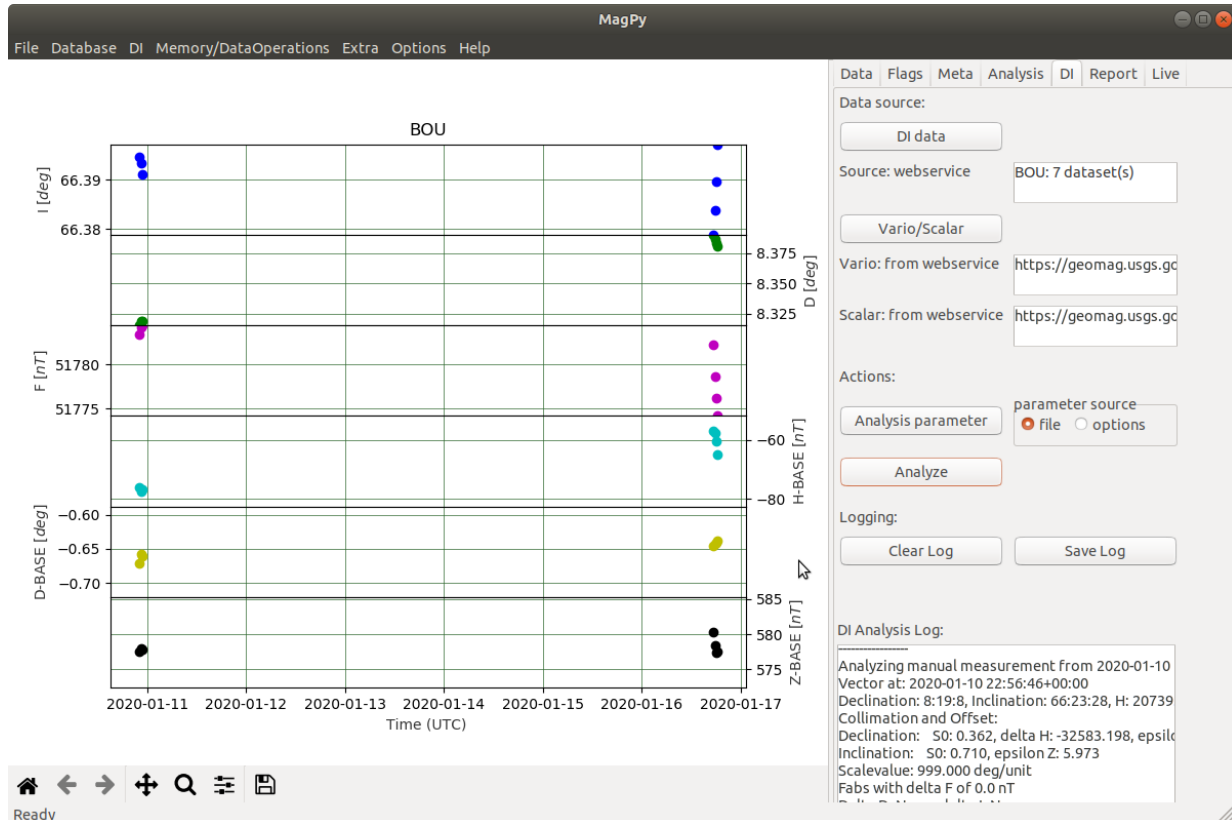 MagPy
File Database DI Memory/DataOperations Extra Options Help
BOU
I [deg]
66.39
66.38
8.375
8.350
8.325
D [deg]
F [nT]
51780
51775
−60
−80
H-BASE [nT]
D-BASE [deg]
−0.60
−0.65
−0.70
585
580
575
Z-BASE [nT]
2020-01-11 2020-01-12 2020-01-13 2020-01-14 2020-01-15 2020-01-16 2020-01-17
Time (UTC)
Ready
Data Flags Meta Analysis DI Report Live
Data source:
DI data
Source: webservice BOU: 7 dataset(s)
Vario/Scalar
Vario: from webservice https://geomag.usgs.gc
Scalar: from webservice https://geomag.usgs.gc
Actions:
parameter source
Analysis parameter file options
Analyze
Logging:
Clear Log Save Log
DI Analysis Log:
----------------
Analyzing manual measurement from 2020-01-10
Vector at: 2020-01-10 22:56:46+00:00
Declination: 8:19:8, Inclination: 66:23:28, H: 20739
Collimation and Offset:
Declination: S0: 0.362, delta H: -32583.198, epsilo
Inclination: S0: 0.710, epsilon Z: 5.973
Scalevalue: 999.000 deg/unit
Fabs with delta F of 0.0 nT